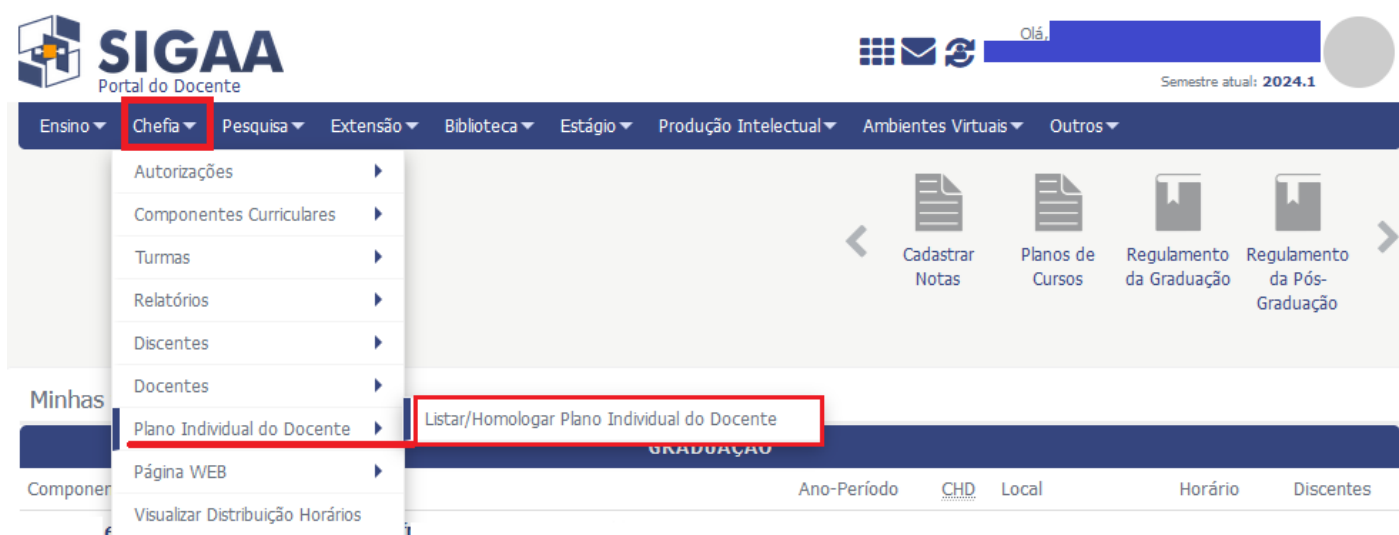 SIGAA
Portal do Docente
Olá,
Semestre atual: 2024.1
Ensino Chefia Pesquisa Extensão Biblioteca Estágio Produção Intelectual Ambientes Virtuais Outros
Autorizações
Componentes Curriculares
Turmas
Relatórios
Discentes
Docentes
Plano Individual do Docente
Página WEB
Visualizar Distribuição Horários
Listar/Homologar Plano Individual do Docente
Cadastrar
Notas
Planos de
Cursos
Regulamento
da Graduação
Regulamento
da Pós-
Graduação
Minhas
GRADUAÇÃO
Ano-Período CHD Local Horário Discentes